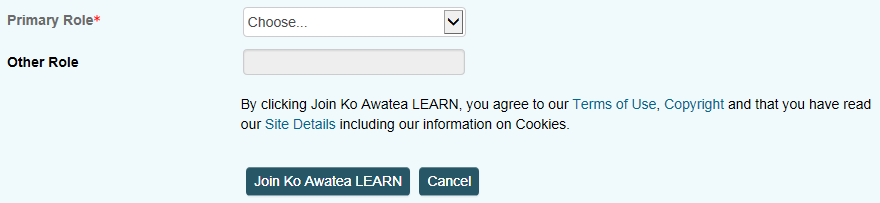 Primary Role*
Choose...
Other Role
By clicking Join Ko Awatea LEARN, you agree to our Terms of Use, Copyright and that you have read
our Site Details including our information on Cookies.
Join Ko Awatea LEARN Cancel